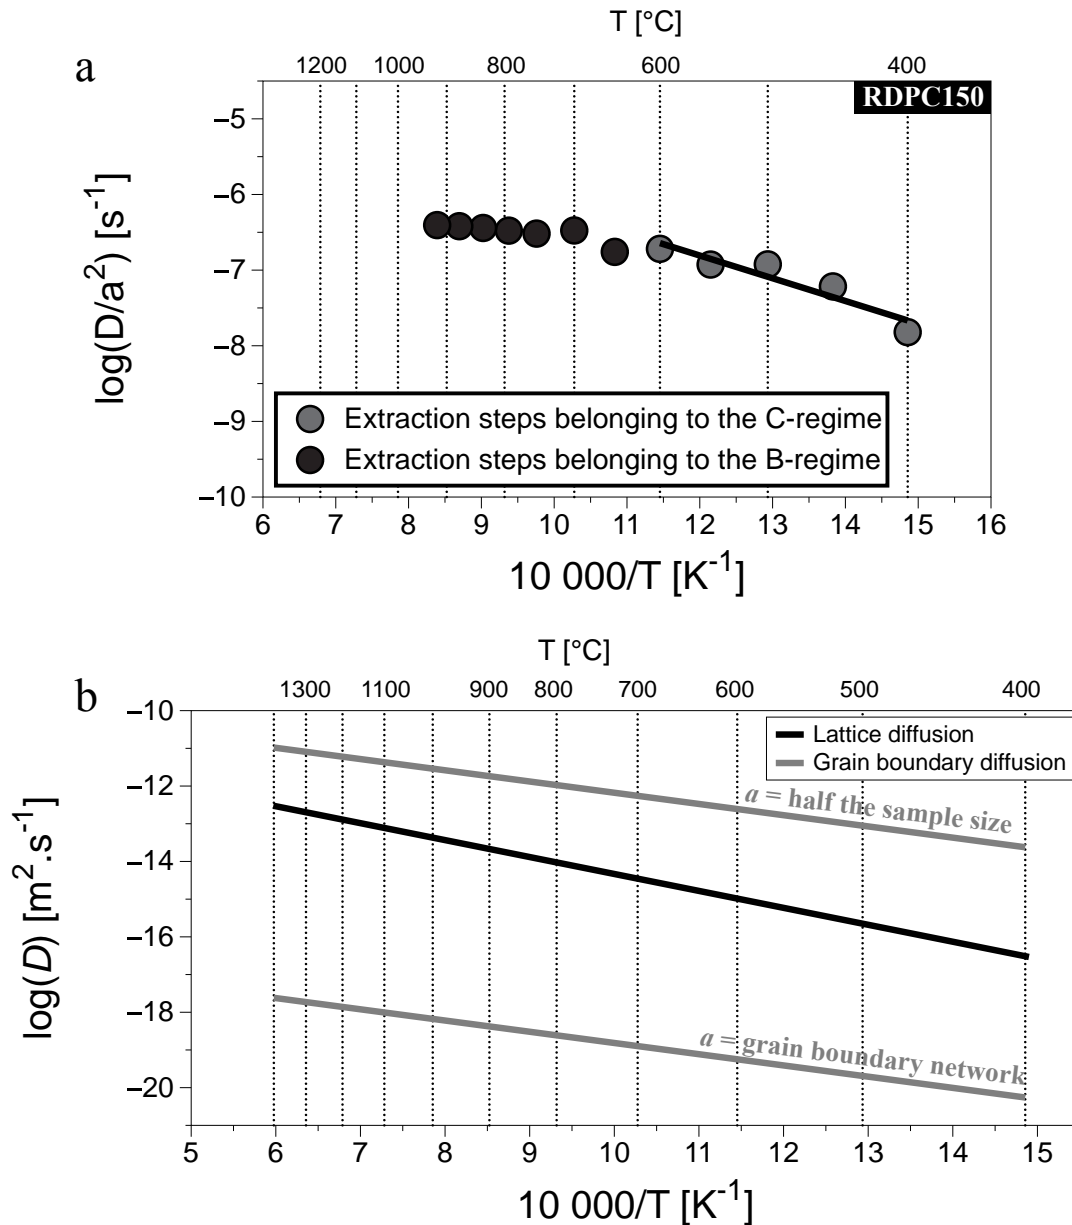 a
T [°C]
1200 1000 800 600 400
RDPC150
log(D/a²) [s⁻¹]
–5
–6
–7
–8
–9
–10
Extraction steps belonging to the C-regime
Extraction steps belonging to the B-regime
6 7 8 9 10 11 12 13 14 15 16
10 000/T [K⁻¹]
b
T [°C]
1300 1100 900 800 700 600 500 400
log(D) [m².s⁻¹]
–10
–12
–14
–16
–18
–20
Lattice diffusion
Grain boundary diffusion
a = half the sample size
a = grain boundary network
5 6 7 8 9 10 11 12 13 14 15
10 000/T [K⁻¹]